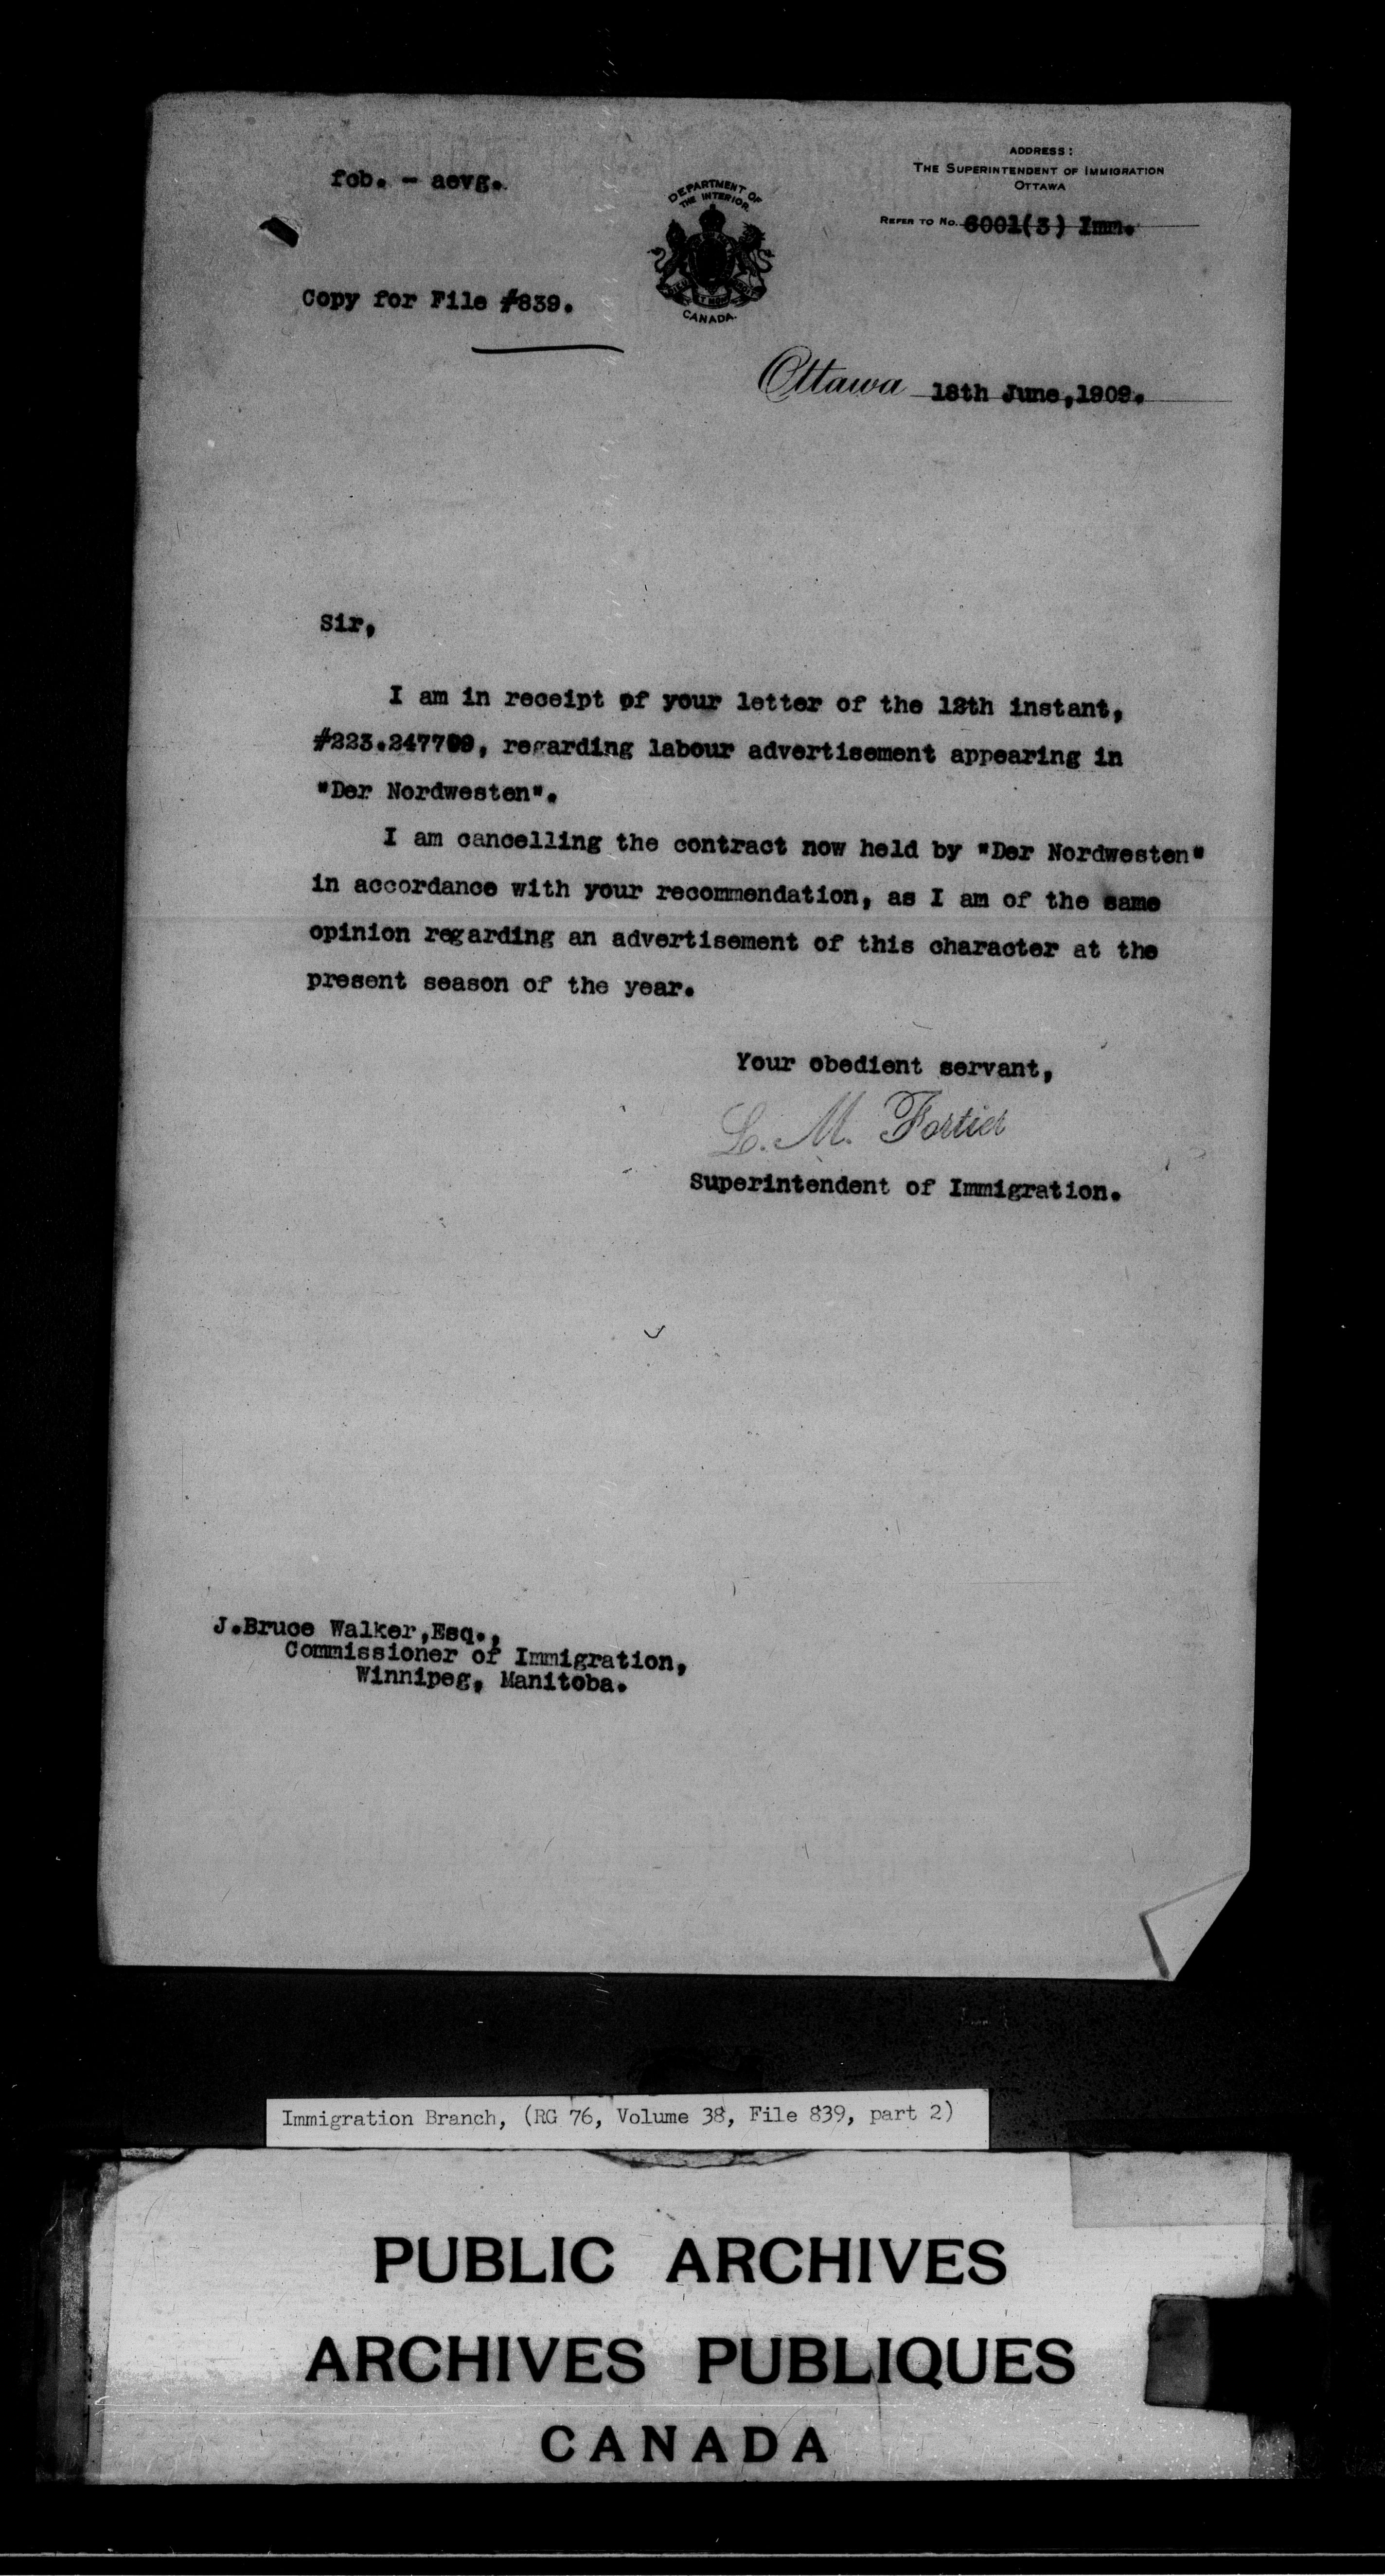 fob. - aevg.
ADDRESS:
THE SUPERINTENDENT OF IMMIGRATION
OTTAWA
REFER TO NO. 6001(3) Imm.
DEPARTMENT OF
THE INTERIOR
CANADA.
Copy for File #839.
Ottawa 18th June, 1909.
Sir,
I am in receipt of your letter of the 12th instant,
#223.247709, regarding labour advertisement appearing in
"Der Nordwesten".
I am cancelling the contract now held by "Der Nordwesten"
in accordance with your recommendation, as I am of the same
opinion regarding an advertisement of this character at the
present season of the year.
Your obedient servant,
L. M. Fortier
Superintendent of Immigration.
J.Bruce Walker,Esq.,
Commissioner of Immigration,
Winnipeg, Manitoba.
Immigration Branch, (RG 76, Volume 38, File 839, part 2)
PUBLIC ARCHIVES
ARCHIVES PUBLIQUES
CANADA